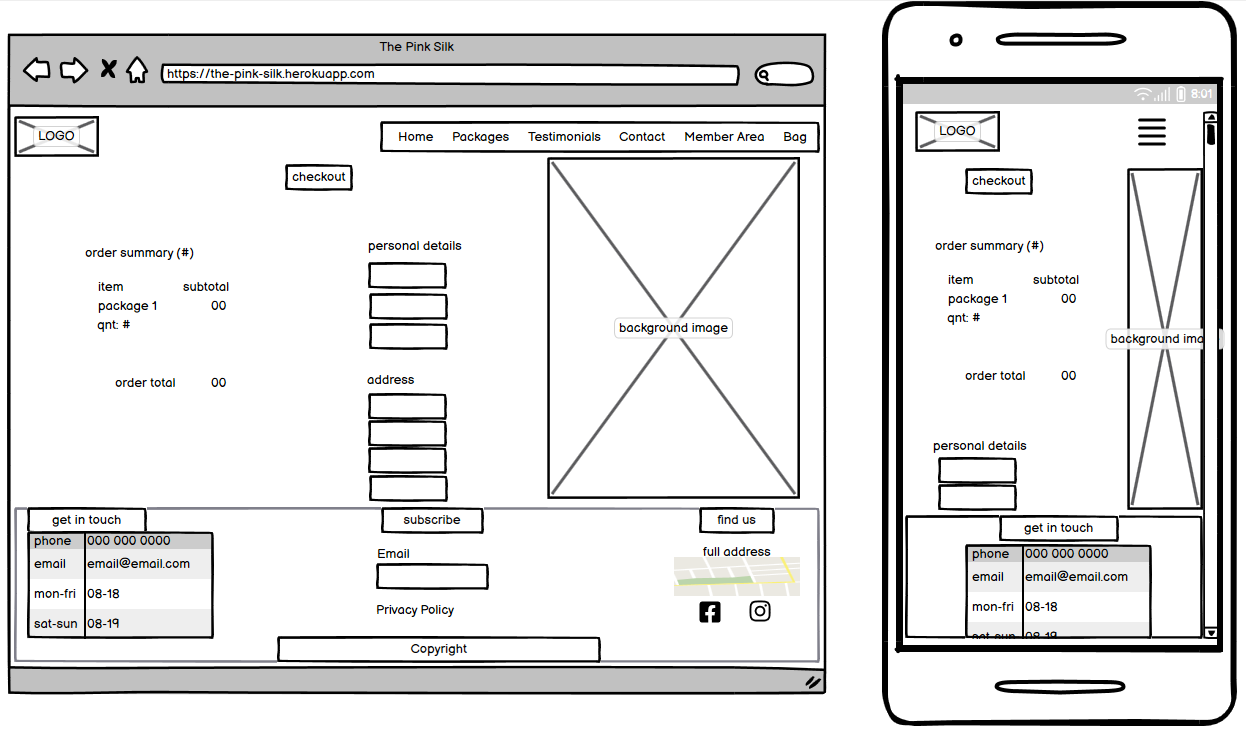 The Pink Silk
https://the-pink-silk.herokuapp.com
LOGO
Home Packages Testimonials Contact Member Area Bag
checkout
order summary (#)
item subtotal
package 1 00
qnt: #
order total 00
personal details
address
background image
get in touch
phone 000 000 0000
email email@email.com
mon-fri 08-18
sat-sun 08-19
subscribe
Email
Privacy Policy
find us
full address
Copyright
8:01
LOGO
checkout
order summary (#)
item subtotal
package 1 00
qnt: #
background ima
order total 00
personal details
get in touch
phone 000 000 0000
email email@email.com
mon-fri 08-18
sat-sun 08-19